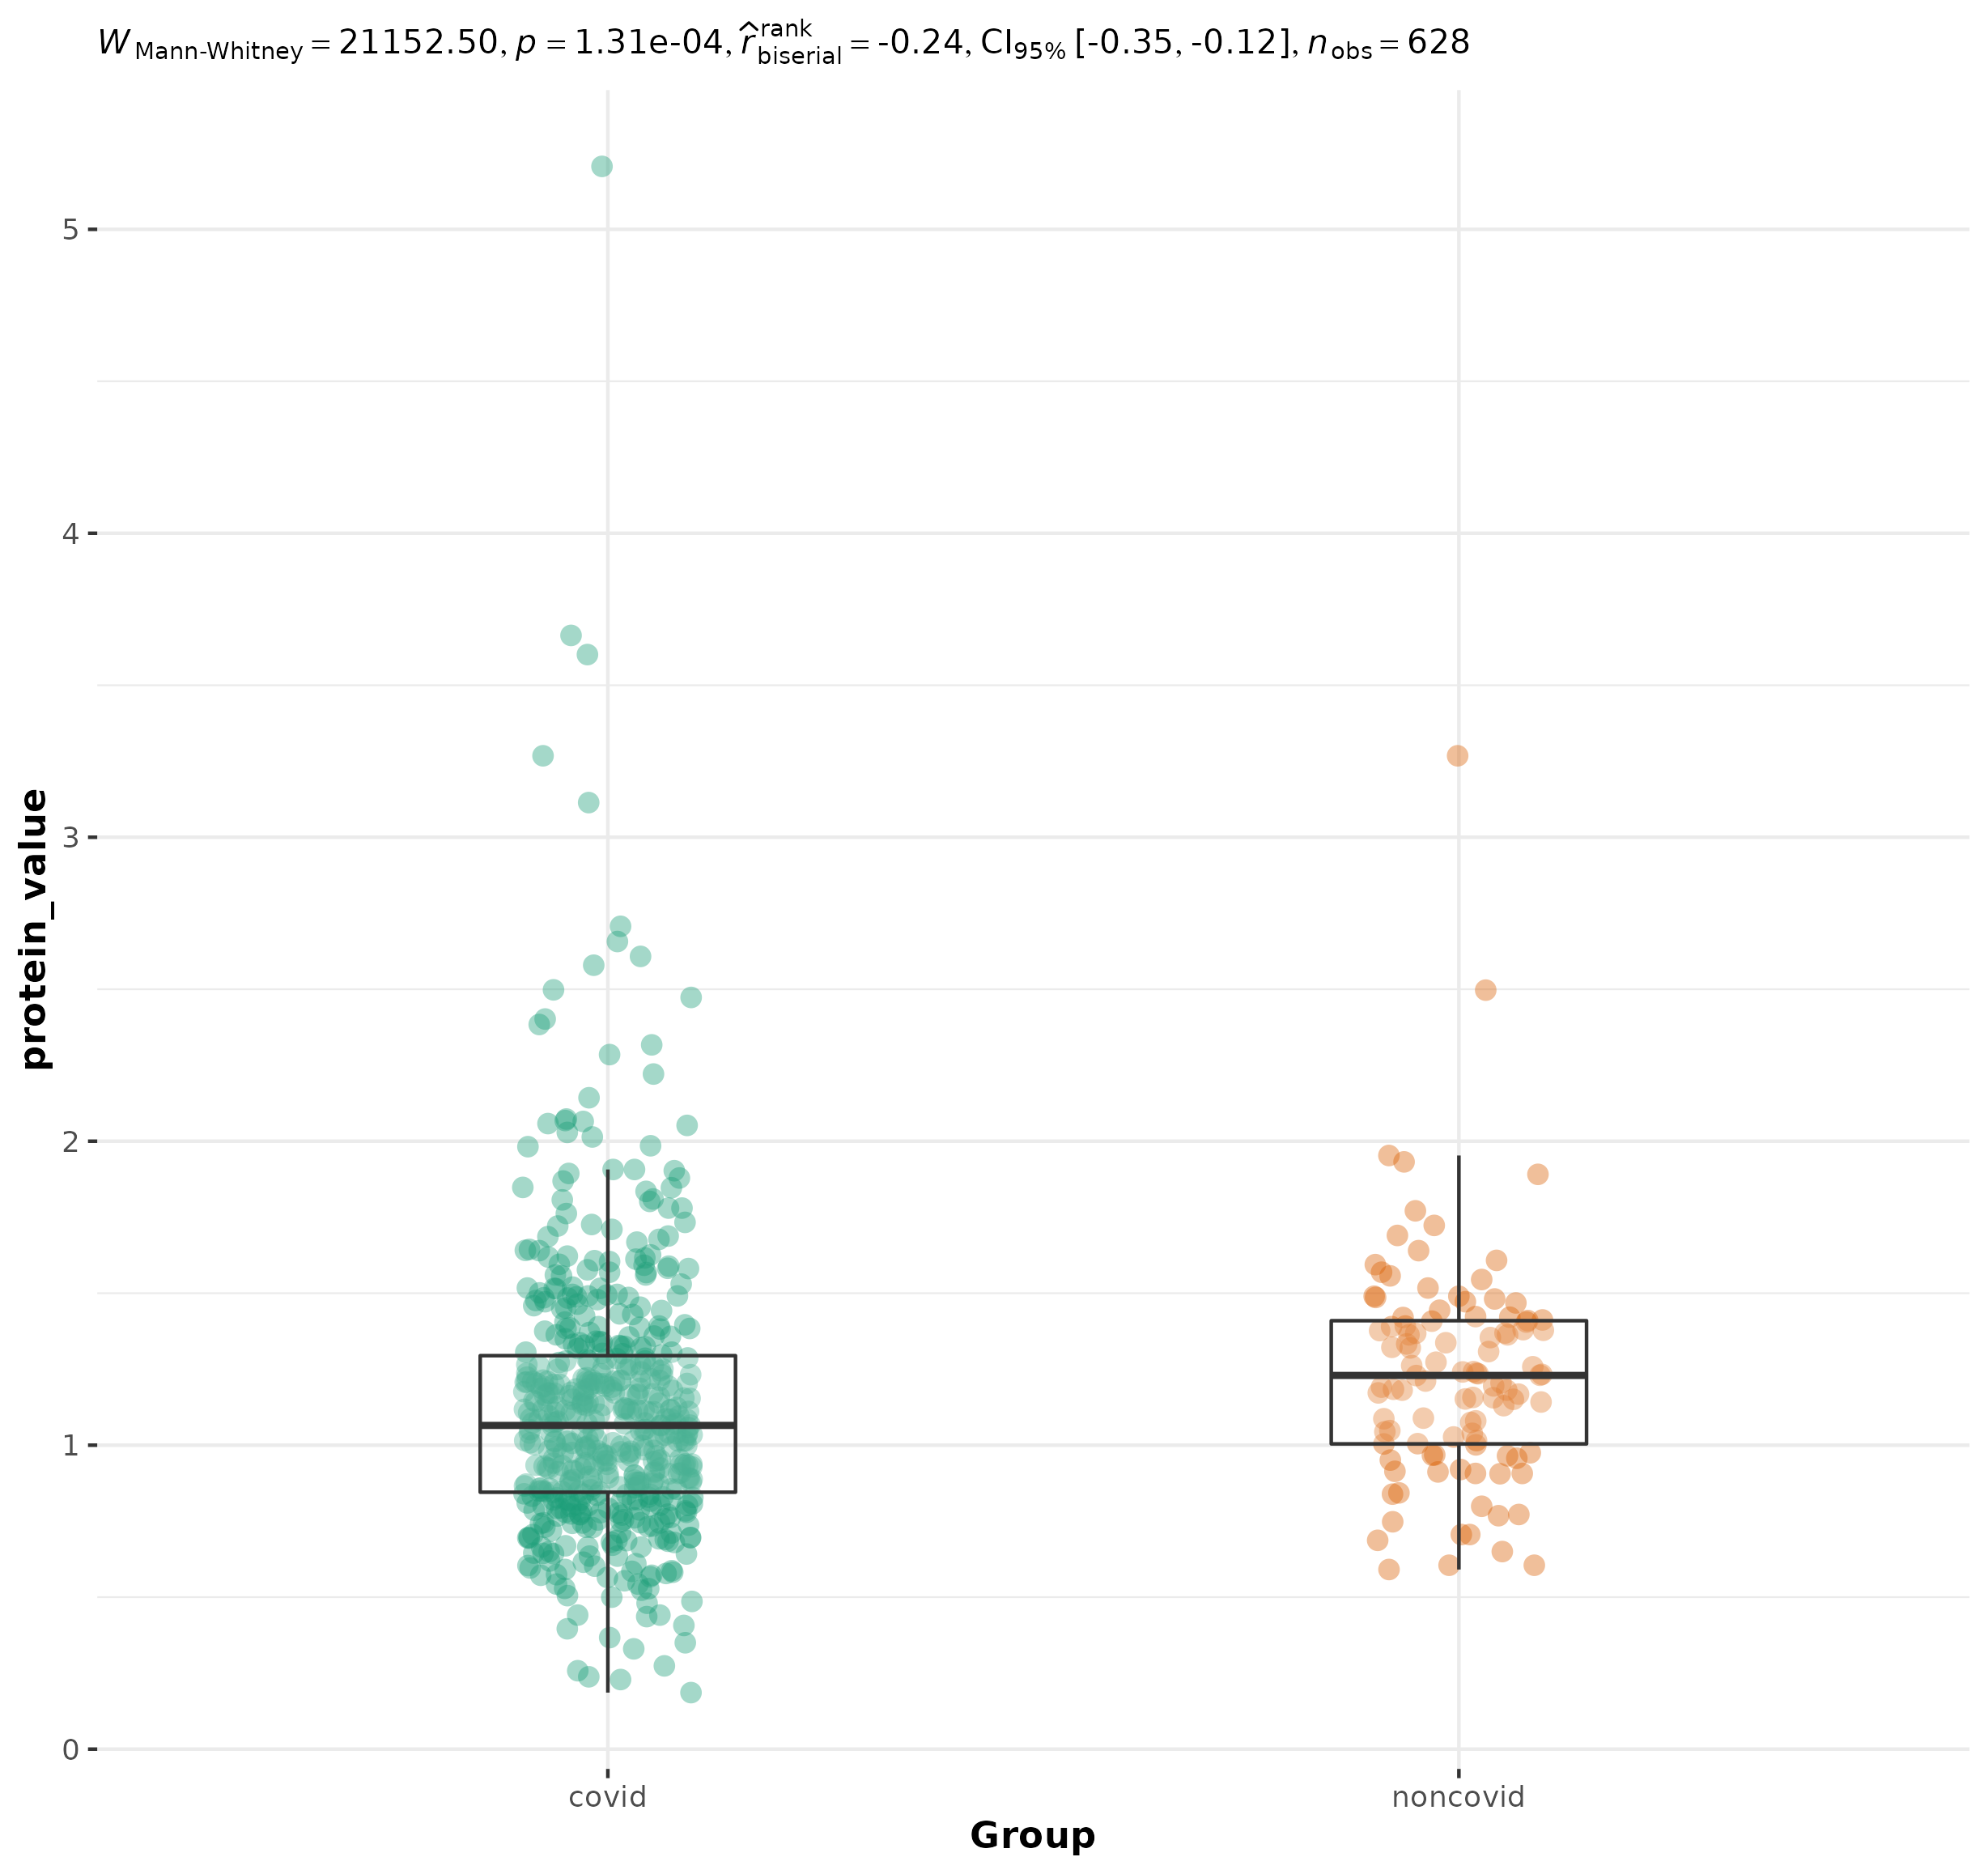 W Mann-Whitney = 21152.50, p = 1.31e-04, r̂ rank biserial = -0.24, CI95% [-0.35, -0.12], nobs = 628
5
4
3
2
1
0
protein_value
covid
noncovid
Group